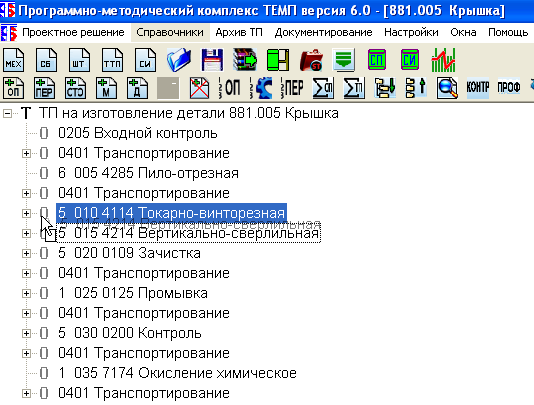 Программно-методический комплекс ТЕМП версия 6.0 - [881.005 Крышка]
Проектное решение Справочники Архив ТП Документирование Настройки Окна Помощь
МЕХ СБ ШТ ТТП СИ СП БП
ОП ПЕР СТО М Д ОП ПЕР КОНТР ПРОФ
Т ТП на изготовление детали 881.005 Крышка
0205 Входной контроль
0401 Транспортирование
6 005 4285 Пило-отрезная
0401 Транспортирование
5 010 4114 Токарно-винторезная
5 015 4214 Вертикально-сверлильная
5 020 0109 Зачистка
0401 Транспортирование
1 025 0125 Промывка
0401 Транспортирование
5 030 0200 Контроль
0401 Транспортирование
1 035 7174 Окисление химическое
0401 Транспортирование